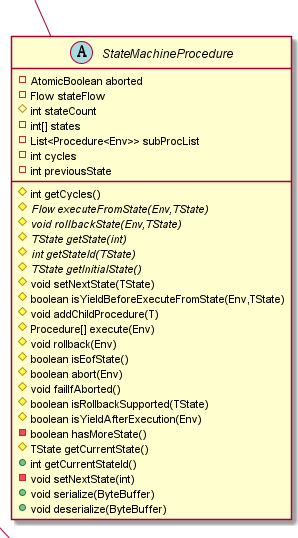 A StateMachineProcedure
AtomicBoolean aborted
Flow stateFlow
int stateCount
int[] states
List<Procedure<Env>> subProcList
int cycles
int previousState
int getCycles()
Flow executeFromState(Env,TState)
void rollbackState(Env,TState)
TState getState(int)
int getStateId(TState)
TState getInitialState()
void setNextState(TState)
boolean isYieldBeforeExecuteFromState(Env,TState)
void addChildProcedure(T)
Procedure[] execute(Env)
void rollback(Env)
boolean isEofState()
boolean abort(Env)
void failIfAborted()
boolean isRollbackSupported(TState)
boolean isYieldAfterExecution(Env)
boolean hasMoreState()
TState getCurrentState()
int getCurrentStateId()
void setNextState(int)
void serialize(ByteBuffer)
void deserialize(ByteBuffer)